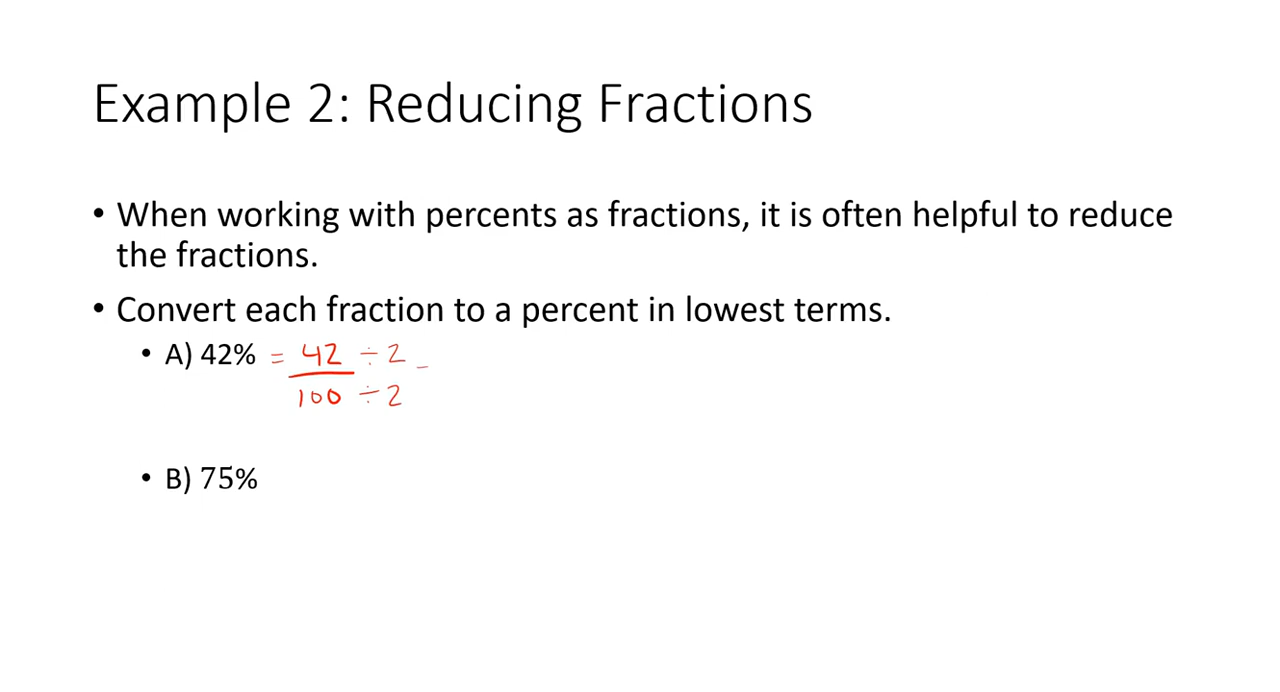 Example 2: Reducing Fractions
• When working with percents as fractions, it is often helpful to reduce
the fractions.
• Convert each fraction to a percent in lowest terms.
• A) 42% = 42 ÷ 2 –
100 ÷ 2
• B) 75%